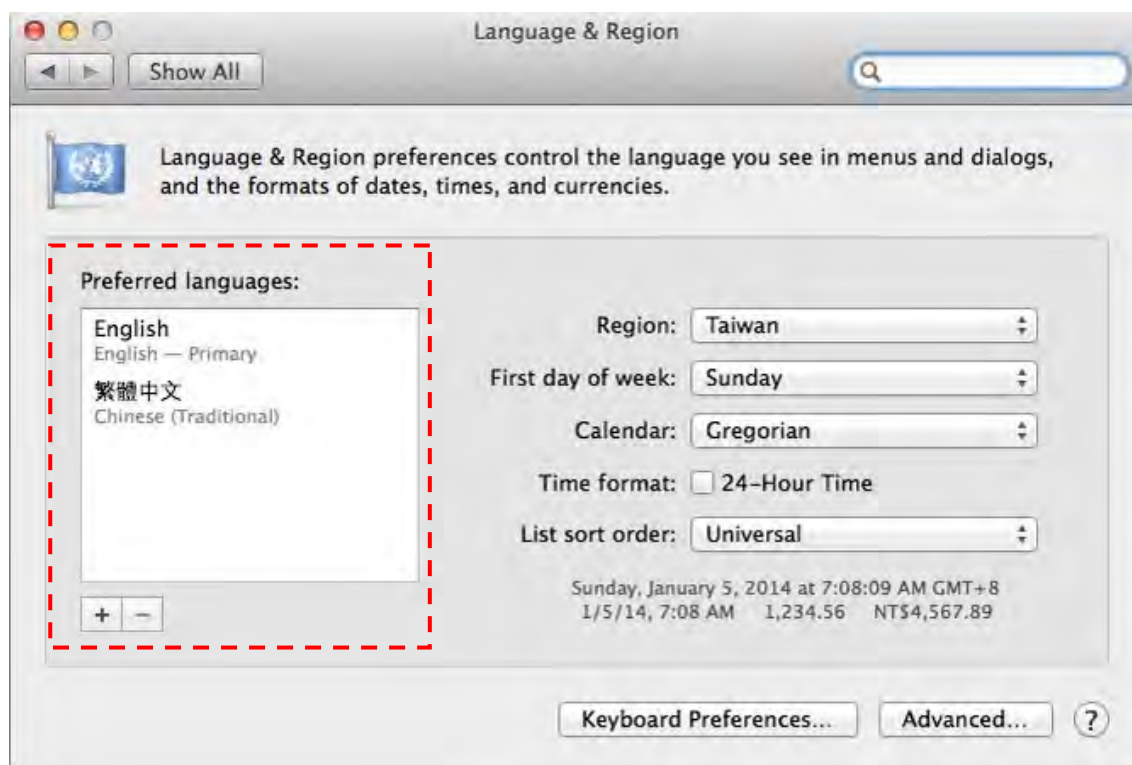 Language & Region
Show All
Language & Region preferences control the language you see in menus and dialogs,
and the formats of dates, times, and currencies.
Preferred languages:
English
English — Primary
繁體中文
Chinese (Traditional)
+ −
Region: Taiwan
First day of week: Sunday
Calendar: Gregorian
Time format: 24-Hour Time
List sort order: Universal
Sunday, January 5, 2014 at 7:08:09 AM GMT+8
1/5/14, 7:08 AM 1,234.56 NT$4,567.89
Keyboard Preferences... Advanced... ?